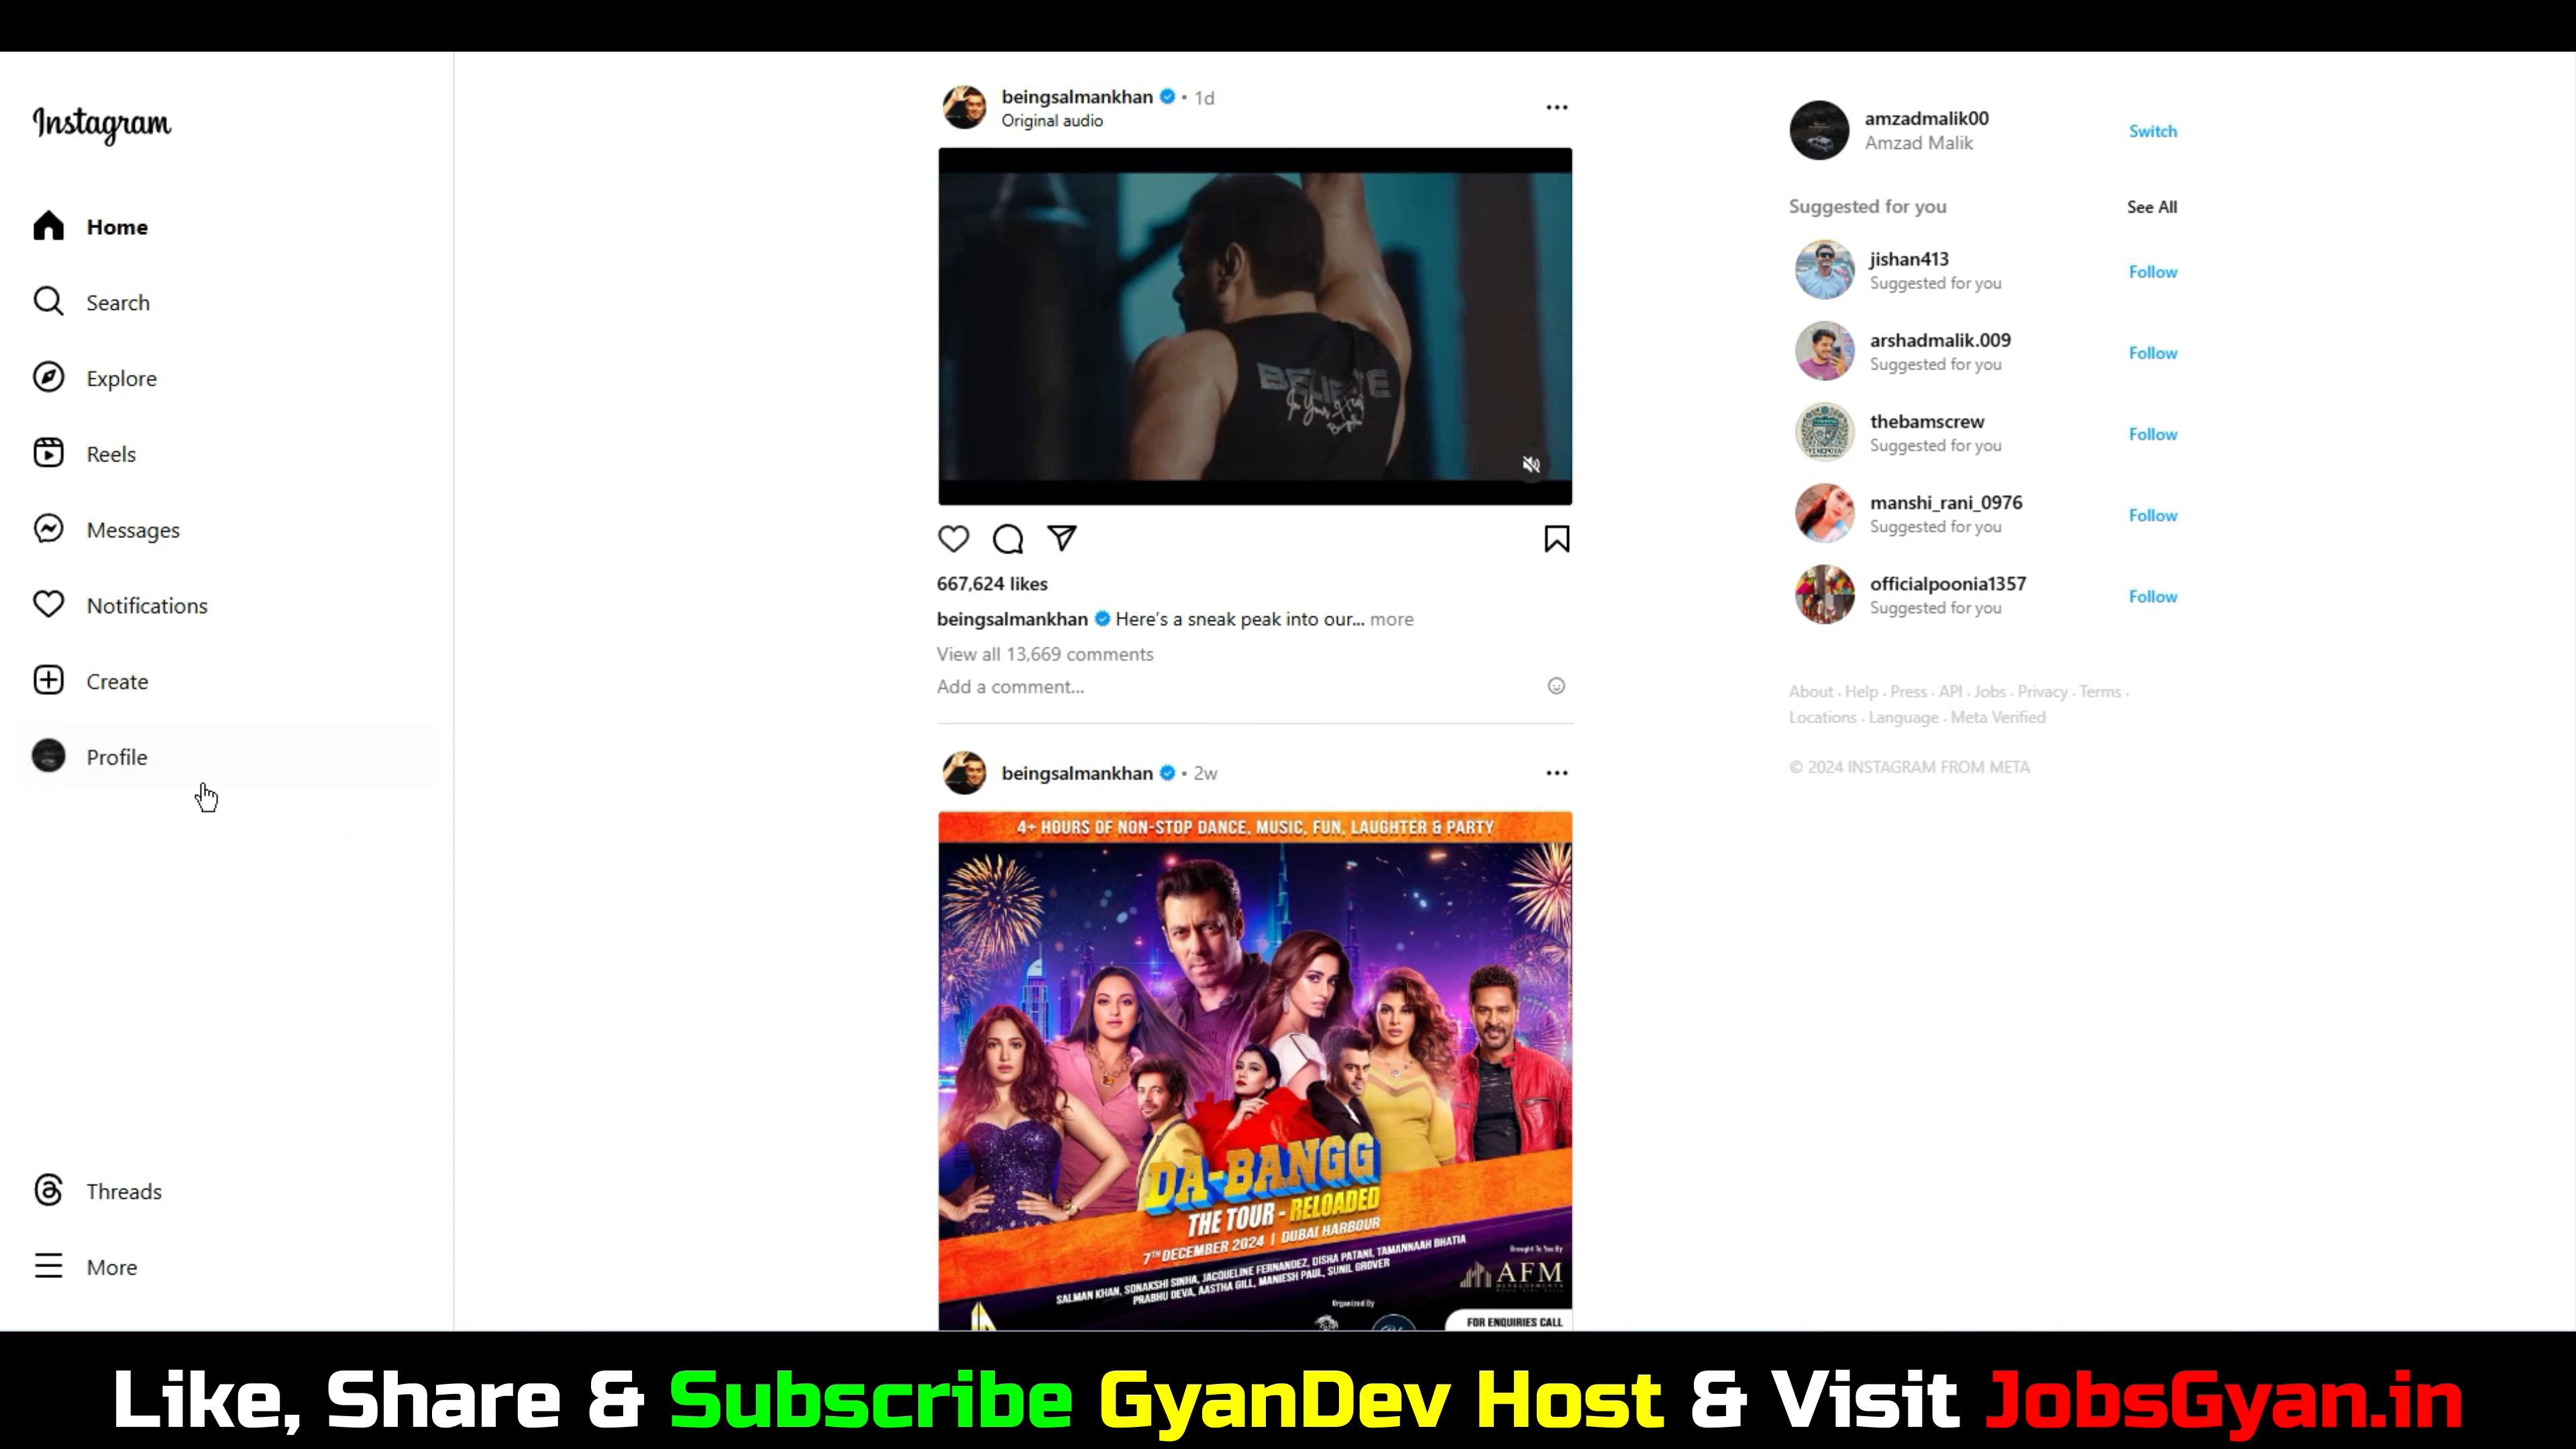 Instagram
Home
Search
Explore
Reels
Messages
Notifications
Create
Profile
Threads
More
beingsalmankhan • 1d
Original audio
BELIEVE
667,624 likes
beingsalmankhan Here's a sneak peak into our... more
View all 13,669 comments
Add a comment...
beingsalmankhan • 2w
4+ HOURS OF NON-STOP DANCE, MUSIC, FUN, LAUGHTER & PARTY
DA-BANGG
THE TOUR - RELOADED
7TH DECEMBER 2024 | DUBAI HARBOUR
SALMAN KHAN, SONAKSHI SINHA, JACQUELINE FERNANDEZ, DISHA PATANI, TAMANNAAH BHATIA
PRABHU DEVA, AASTHA GILL, MANIESH PAUL, SUNIL GROVER
Brought To You By
AFM
Organized By
FOR ENQUIRIES CALL
amzadmalik00
Amzad Malik
Switch
Suggested for you See All
jishan413
Suggested for you
Follow
arshadmalik.009
Suggested for you
Follow
thebamscrew
Suggested for you
Follow
manshi_rani_0976
Suggested for you
Follow
officialpoonia1357
Suggested for you
Follow
About · Help · Press · API · Jobs · Privacy · Terms ·
Locations · Language · Meta Verified
© 2024 INSTAGRAM FROM META
Like, Share & Subscribe GyanDev Host & Visit JobsGyan.in